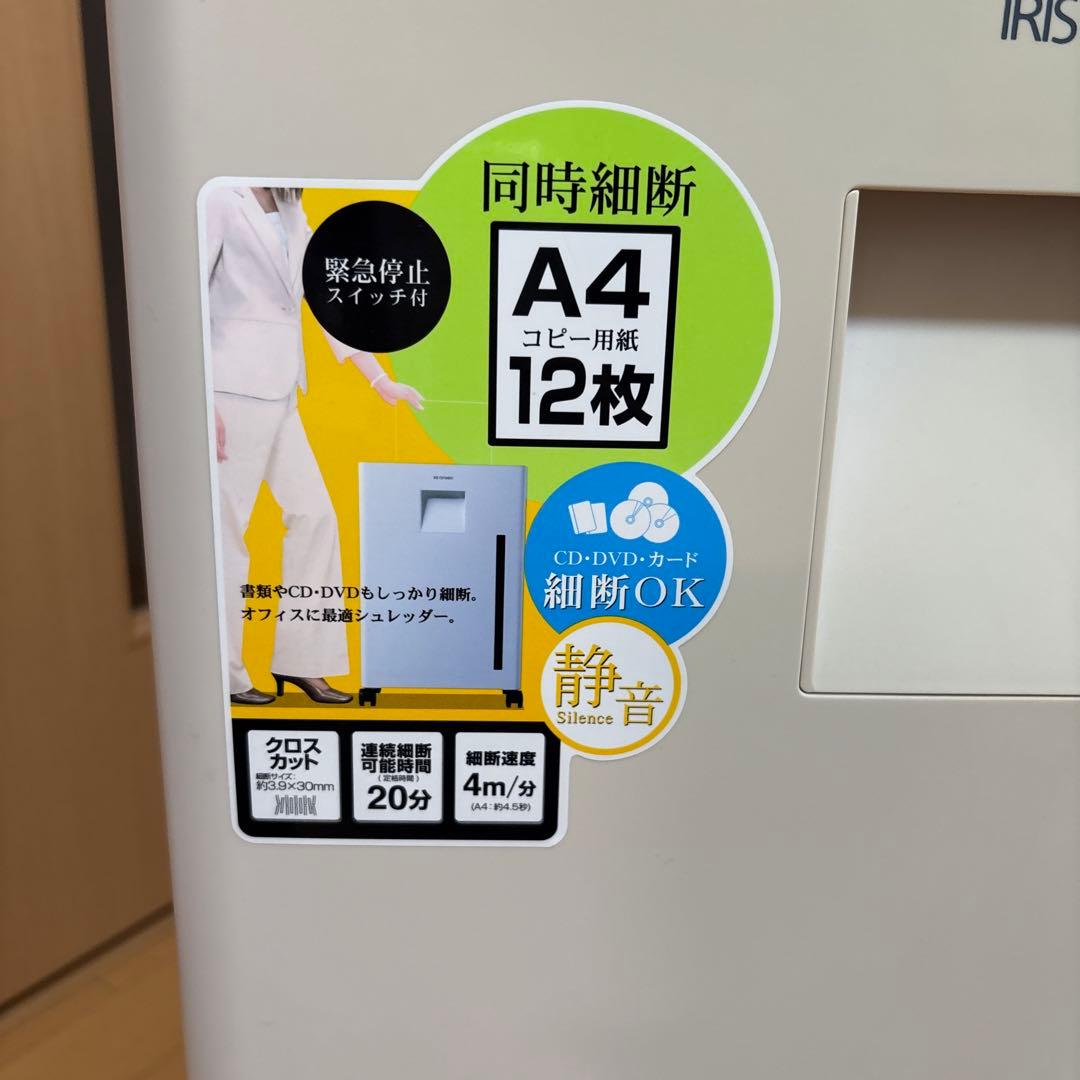 IRIS
同時細断
A4
コピー用紙
12枚
緊急停止
スイッチ付
CD・DVD・カード
細断OK
書類やCD・DVDもしっかり細断。
オフィスに最適シュレッダー。
静音
Silence
クロス
カット
細断サイズ:
約3.9×30mm
連続細断
可能時間
(定格時間)
20分
細断速度
4m/分
(A4:約4.5秒)